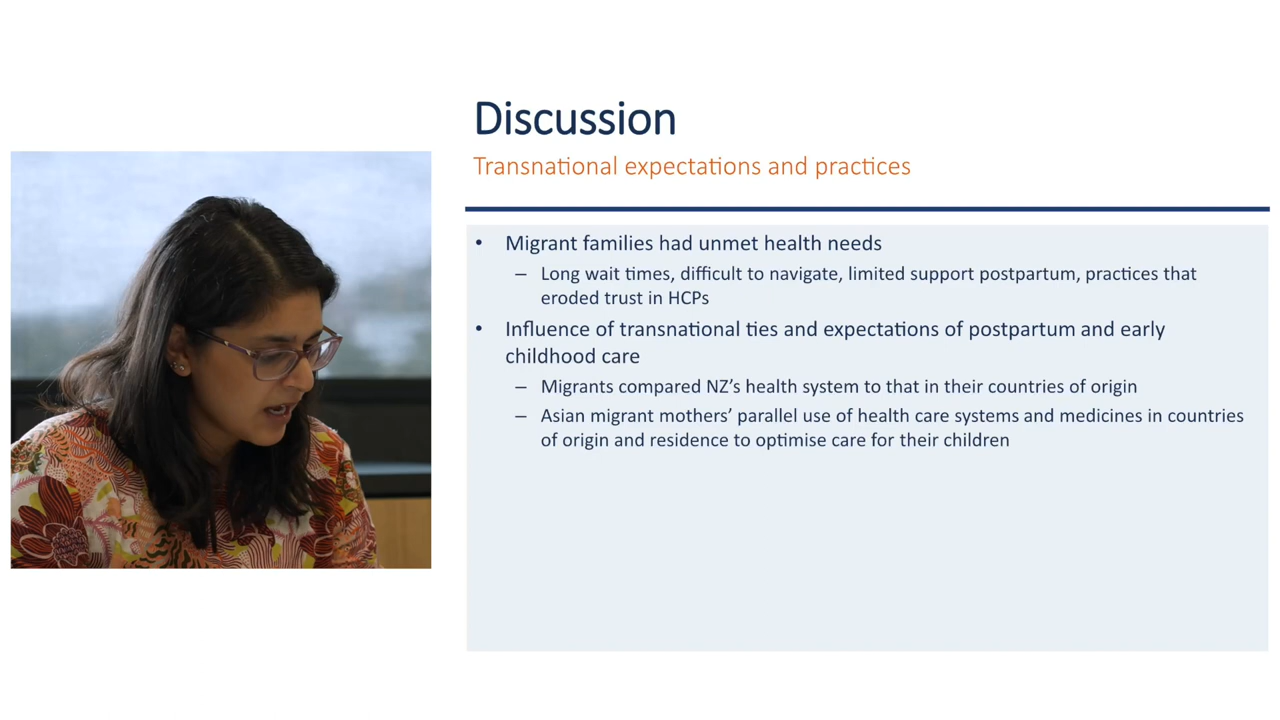 Discussion
Transnational expectations and practices
• Migrant families had unmet health needs
– Long wait times, difficult to navigate, limited support postpartum, practices that
eroded trust in HCPs
• Influence of transnational ties and expectations of postpartum and early
childhood care
– Migrants compared NZ's health system to that in their countries of origin
– Asian migrant mothers' parallel use of health care systems and medicines in countries
of origin and residence to optimise care for their children